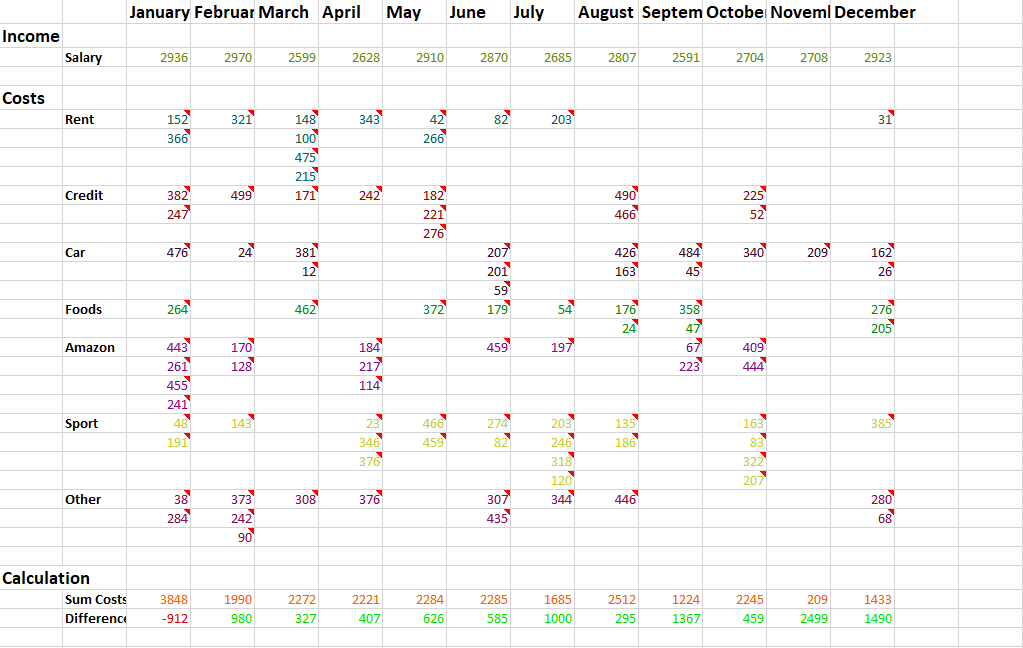 January Februar March April May June July August Septem Octobe Novemb December
Income
Salary 2936 2970 2599 2628 2910 2870 2685 2807 2591 2704 2708 2923
Costs
Rent 152 321 148 343 42 82 203 31
366 100 266
475
215
Credit 382 499 171 242 182 490 225
247 221 466 52
276
Car 476 24 381 207 426 484 340 209 162
12 201 163 45 26
59
Foods 264 462 372 179 54 176 358 276
24 47 205
Amazon 443 170 184 459 197 67 409
261 128 217 223 444
455 114
241
Sport 48 143 23 466 274 203 135 163 385
191 346 459 82 246 186 83
376 318 322
120 207
Other 38 373 308 376 307 344 446 280
284 242 435 68
90
Calculation
Sum Costs 3848 1990 2272 2221 2284 2285 1685 2512 1224 2245 209 1433
Difference -912 980 327 407 626 585 1000 295 1367 459 2499 1490